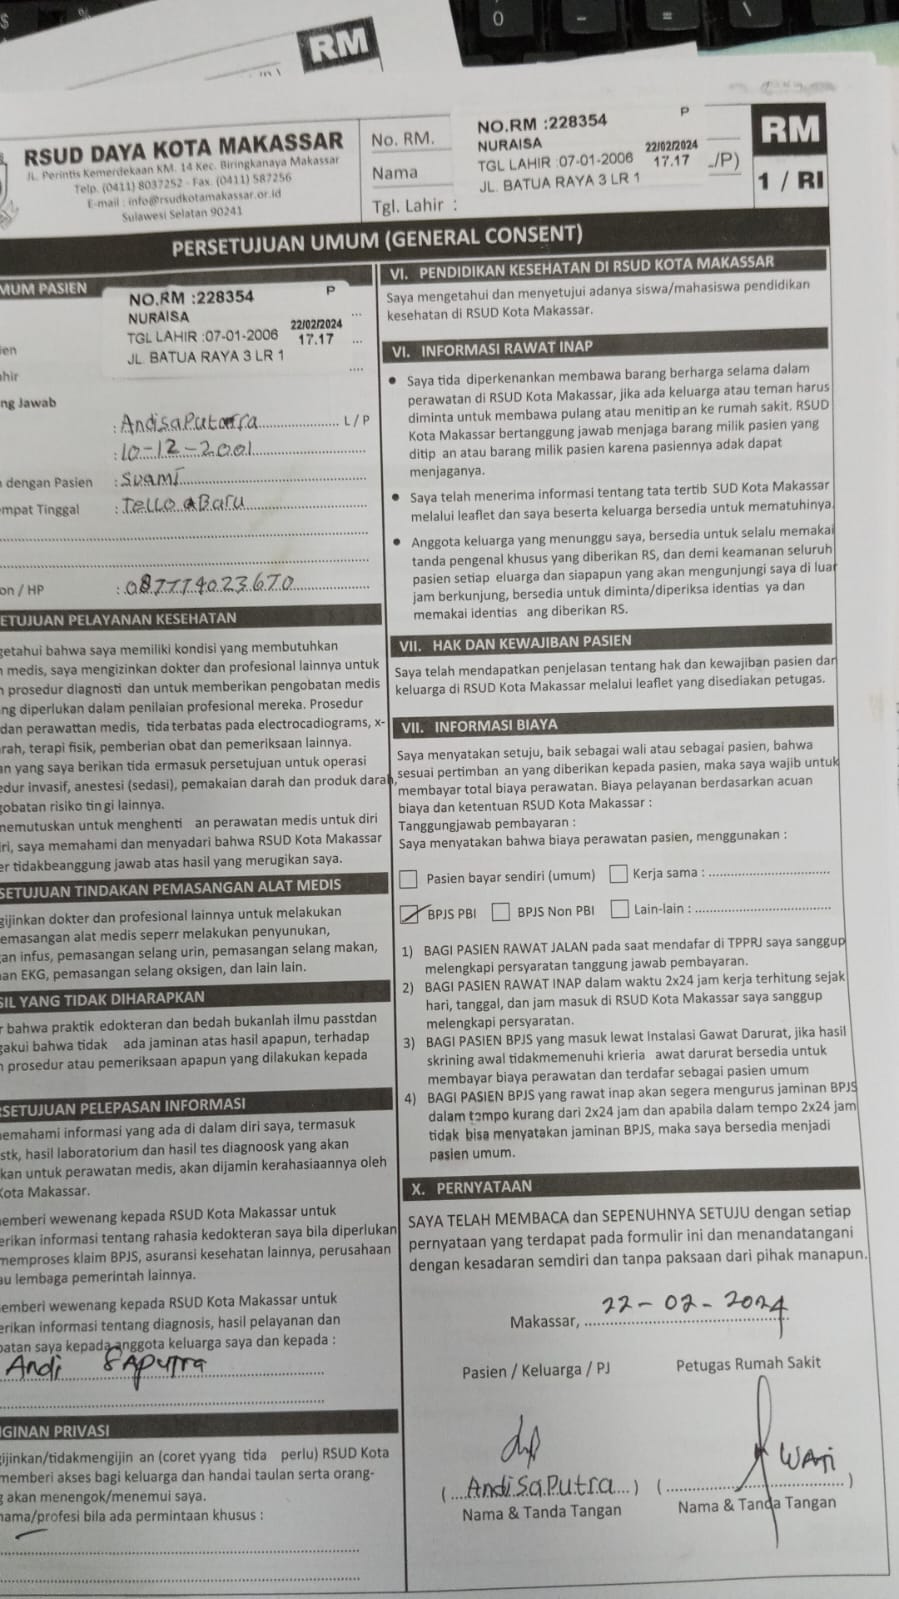 RM
RSUD DAYA KOTA MAKASSAR
JL. Perintis Kemerdekaan KM. 14 Kec. Biringkanaya Makassar
Telp. (0411) 8037252 - Fax. (0411) 587256
E-mail : info@rsudkotamakassar.or.id
Sulawesi Selatan 90241
No. RM.
Nama
Tgl. Lahir :
NO.RM :228354 P
NURAISA 22/02/2024
TGL LAHIR :07-01-2006 17.17
JL. BATUA RAYA 3 LR 1
/P)
RM
1 / RI
PERSETUJUAN UMUM (GENERAL CONSENT)
MUM PASIEN
NO.RM :228354 P
NURAISA 22/02/2024
TGL LAHIR :07-01-2006 17.17
JL. BATUA RAYA 3 LR 1
ien
ahir
ng Jawab
: Andi saputarra L / P
: 10-12-2001
n dengan Pasien : Suami
empat Tinggal : Tello Baru
on / HP : 087774023670
ETUJUAN PELAYANAN KESEHATAN
getahui bahwa saya memiliki kondisi yang membutuhkan
n medis, saya mengizinkan dokter dan profesional lainnya untuk
n prosedur diagnosti dan untuk memberikan pengobatan medis
ng diperlukan dalam penilaian profesional mereka. Prosedur
dan perawattan medis, tida terbatas pada electrocadiograms, x-
arah, terapi fisik, pemberian obat dan pemeriksaan lainnya.
an yang saya berikan tida ermasuk persetujuan untuk operasi
edur invasif, anestesi (sedasi), pemakaian darah dan produk darah,
gobatan risiko tin gi lainnya.
memutuskan untuk menghenti an perawatan medis untuk diri
iri, saya memahami dan menyadari bahwa RSUD Kota Makassar
er tidakbeanggung jawab atas hasil yang merugikan saya.
SETUJUAN TINDAKAN PEMASANGAN ALAT MEDIS
gijinkan dokter dan profesional lainnya untuk melakukan
emasangan alat medis seperr melakukan penyunukan,
an infus, pemasangan selang urin, pemasangan selang makan,
an EKG, pemasangan selang oksigen, dan lain lain.
SIL YANG TIDAK DIHARAPKAN
r bahwa praktik edokteran dan bedah bukanlah ilmu passtdan
gakui bahwa tidak ada jaminan atas hasil apapun, terhadap
n prosedur atau pemeriksaan apapun yang dilakukan kepada
RSETUJUAN PELEPASAN INFORMASI
emahami informasi yang ada di dalam diri saya, termasuk
stk, hasil laboratorium dan hasil tes diagnoosk yang akan
kan untuk perawatan medis, akan dijamin kerahasiaannya oleh
Kota Makassar.
emberi wewenang kepada RSUD Kota Makassar untuk
erikan informasi tentang rahasia kedokteran saya bila diperlukan
memproses klaim BPJS, asuransi kesehatan lainnya, perusahaan
au lembaga pemerintah lainnya.
emberi wewenang kepada RSUD Kota Makassar untuk
erikan informasi tentang diagnosis, hasil pelayanan dan
batan saya kepada anggota keluarga saya dan kepada :
Andi SAPUTRA
GINAN PRIVASI
gijinkan/tidakmengijin an (coret yyang tida perlu) RSUD Kota
memberi akses bagi keluarga dan handai taulan serta orang-
g akan menengok/menemui saya.
nama/profesi bila ada permintaan khusus :
VI. PENDIDIKAN KESEHATAN DI RSUD KOTA MAKASSAR
Saya mengetahui dan menyetujui adanya siswa/mahasiswa pendidikan
kesehatan di RSUD Kota Makassar.
VI. INFORMASI RAWAT INAP
● Saya tida diperkenankan membawa barang berharga selama dalam
perawatan di RSUD Kota Makassar, jika ada keluarga atau teman harus
diminta untuk membawa pulang atau menitip an ke rumah sakit. RSUD
Kota Makassar bertanggung jawab menjaga barang milik pasien yang
ditip an atau barang milik pasien karena pasiennya adak dapat
menjaganya.
● Saya telah menerima informasi tentang tata tertib SUD Kota Makassar
melalui leaflet dan saya beserta keluarga bersedia untuk mematuhinya.
● Anggota keluarga yang menunggu saya, bersedia untuk selalu memakai
tanda pengenal khusus yang diberikan RS, dan demi keamanan seluruh
pasien setiap eluarga dan siapapun yang akan mengunjungi saya di luar
jam berkunjung, bersedia untuk diminta/diperiksa identias ya dan
memakai identias ang diberikan RS.
VII. HAK DAN KEWAJIBAN PASIEN
Saya telah mendapatkan penjelasan tentang hak dan kewajiban pasien dan
keluarga di RSUD Kota Makassar melalui leaflet yang disediakan petugas.
VII. INFORMASI BIAYA
Saya menyatakan setuju, baik sebagai wali atau sebagai pasien, bahwa
sesuai pertimban an yang diberikan kepada pasien, maka saya wajib untuk
membayar total biaya perawatan. Biaya pelayanan berdasarkan acuan
biaya dan ketentuan RSUD Kota Makassar :
Tanggungjawab pembayaran :
Saya menyatakan bahwa biaya perawatan pasien, menggunakan :
Pasien bayar sendiri (umum) Kerja sama :
BPJS PBI BPJS Non PBI Lain-lain :
1) BAGI PASIEN RAWAT JALAN pada saat mendafar di TPPRJ saya sanggup
melengkapi persyaratan tanggung jawab pembayaran.
2) BAGI PASIEN RAWAT INAP dalam waktu 2x24 jam kerja terhitung sejak
hari, tanggal, dan jam masuk di RSUD Kota Makassar saya sanggup
melengkapi persyaratan.
3) BAGI PASIEN BPJS yang masuk lewat Instalasi Gawat Darurat, jika hasil
skrining awal tidakmemenuhi krieria awat darurat bersedia untuk
membayar biaya perawatan dan terdafar sebagai pasien umum
4) BAGI PASIEN BPJS yang rawat inap akan segera mengurus jaminan BPJS
dalam tempo kurang dari 2x24 jam dan apabila dalam tempo 2x24 jam
tidak bisa menyatakan jaminan BPJS, maka saya bersedia menjadi
pasien umum.
X. PERNYATAAN
SAYA TELAH MEMBACA dan SEPENUHNYA SETUJU dengan setiap
pernyataan yang terdapat pada formulir ini dan menandatangani
dengan kesadaran semdiri dan tanpa paksaan dari pihak manapun.
Makassar, 22-02-2024
Pasien / Keluarga / PJ Petugas Rumah Sakit
WATI
( Andi Saputra ) ( )
Nama & Tanda Tangan Nama & Tanda Tangan